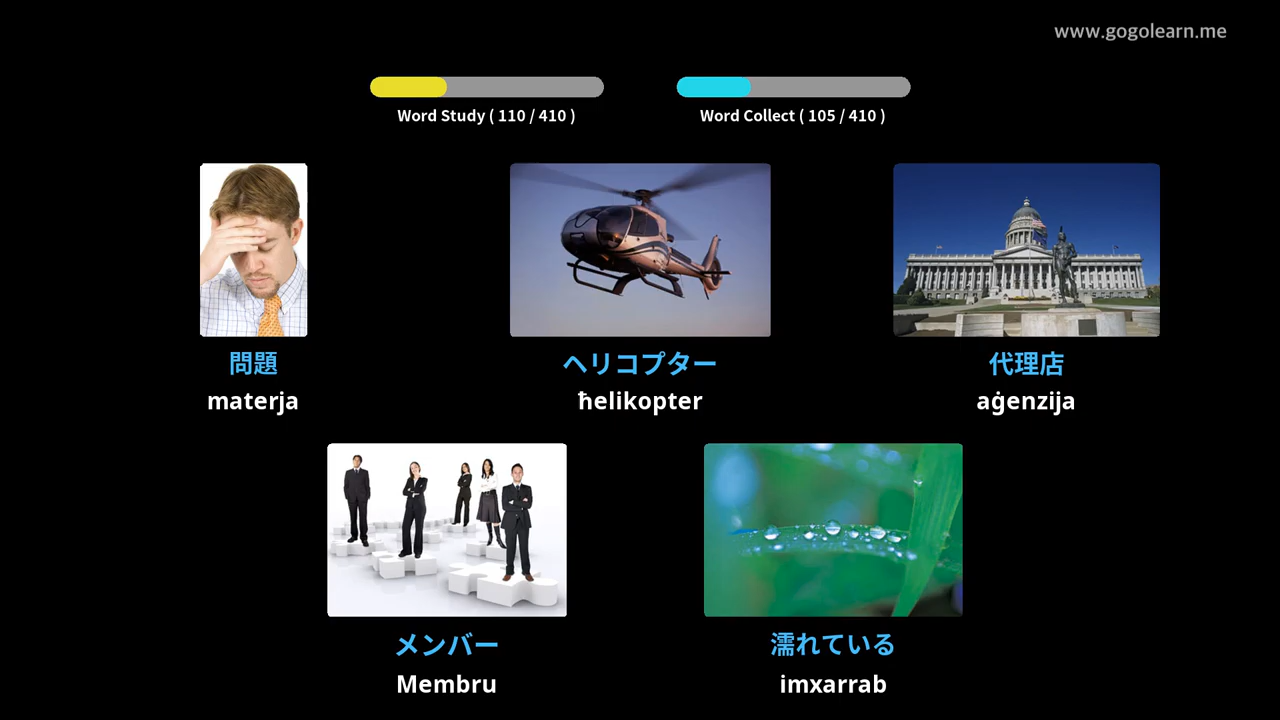 www.gogolearn.me
Word Study ( 110 / 410 )
Word Collect ( 105 / 410 )
問題
materja
ヘリコプター
ħelikopter
代理店
aġenzija
メンバー
Membru
濡れている
imxarrab